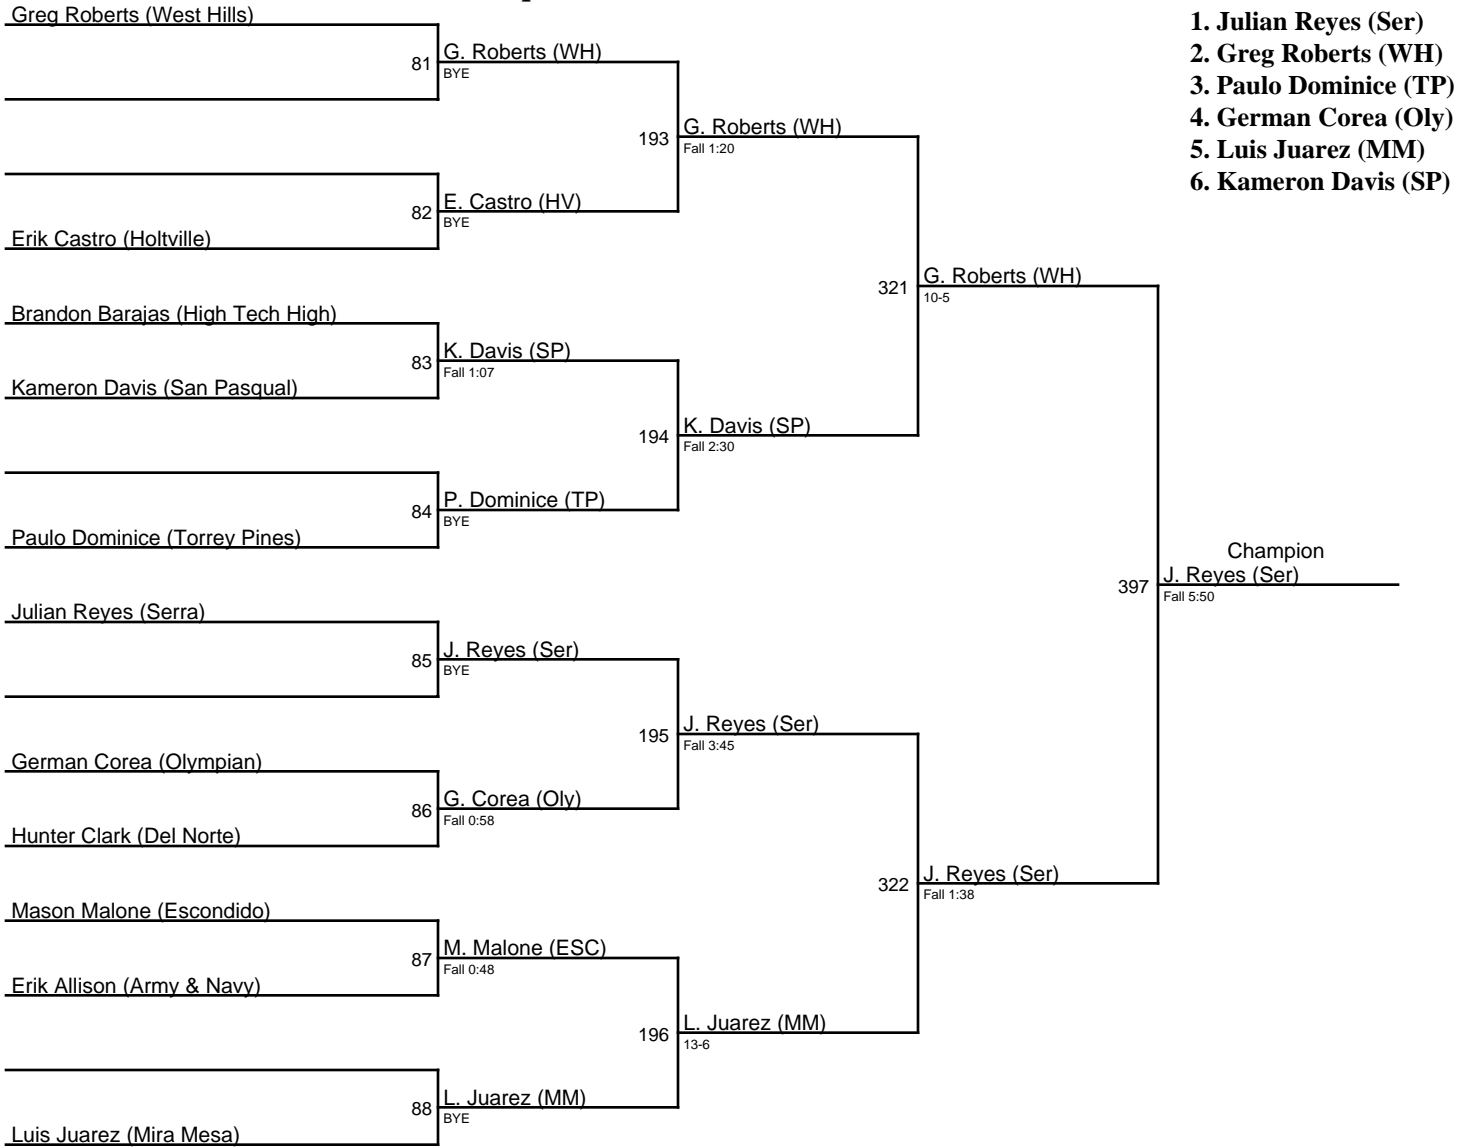 Greg Roberts (West Hills)
81
G. Roberts (WH)
BYE
193
G. Roberts (WH)
Fall 1:20
82
E. Castro (HV)
BYE
Erik Castro (Holtville)
321
G. Roberts (WH)
10-5
Brandon Barajas (High Tech High)
83
K. Davis (SP)
Fall 1:07
Kameron Davis (San Pasqual)
194
K. Davis (SP)
Fall 2:30
84
P. Dominice (TP)
BYE
Paulo Dominice (Torrey Pines)
Champion
397
J. Reyes (Ser)
Fall 5:50
Julian Reyes (Serra)
85
J. Reyes (Ser)
BYE
195
J. Reyes (Ser)
Fall 3:45
German Corea (Olympian)
86
G. Corea (Oly)
Fall 0:58
Hunter Clark (Del Norte)
322
J. Reyes (Ser)
Fall 1:38
Mason Malone (Escondido)
87
M. Malone (ESC)
Fall 0:48
Erik Allison (Army & Navy)
196
L. Juarez (MM)
13-6
88
L. Juarez (MM)
BYE
Luis Juarez (Mira Mesa)
1. Julian Reyes (Ser)
2. Greg Roberts (WH)
3. Paulo Dominice (TP)
4. German Corea (Oly)
5. Luis Juarez (MM)
6. Kameron Davis (SP)